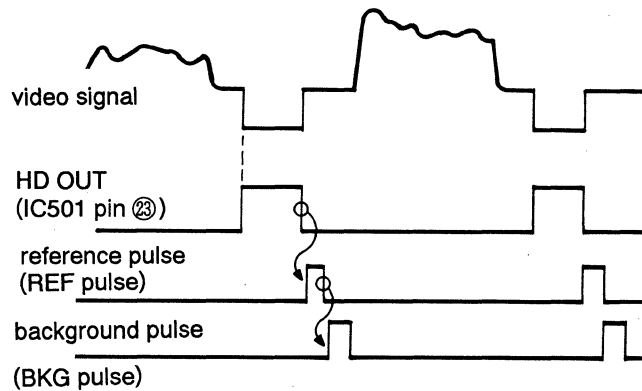 video signal
HD OUT
(IC501 pin ㉓)
reference pulse
(REF pulse)
background pulse
(BKG pulse)